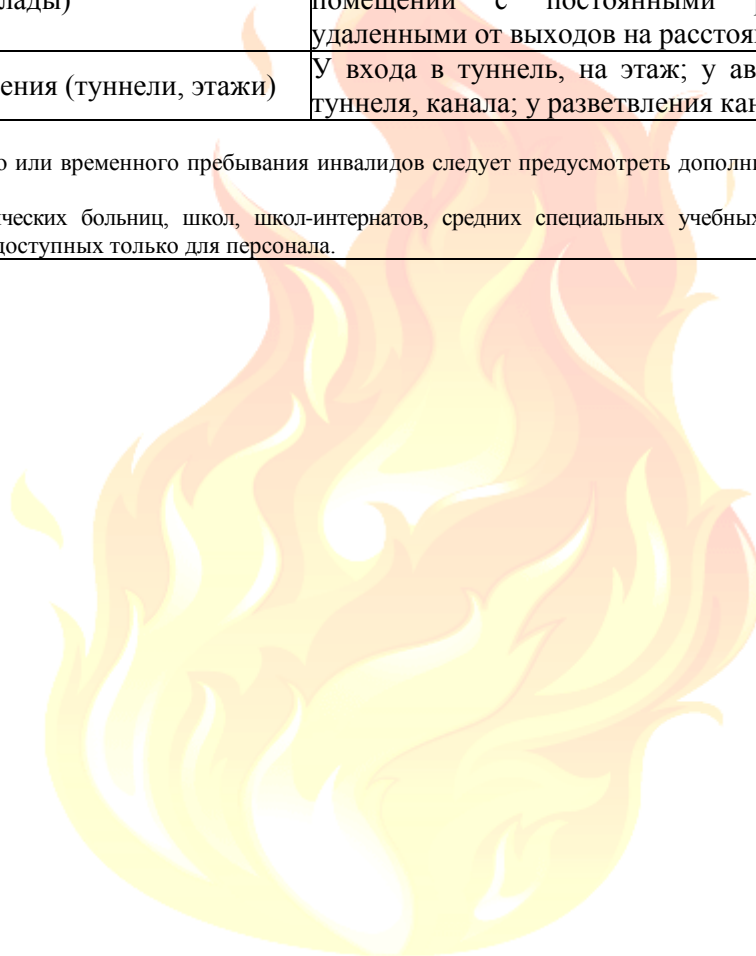 лады)
помещений с постоянными
удаленными от выходов на расстоя
ения (туннели, этажи)
У входа в туннель, на этаж; у ав
туннеля, канала; у разветвления кан
о или временного пребывания инвалидов следует предусмотреть дополн
ческих больниц, школ, школ-интернатов, средних специальных учебных
доступных только для персонала.